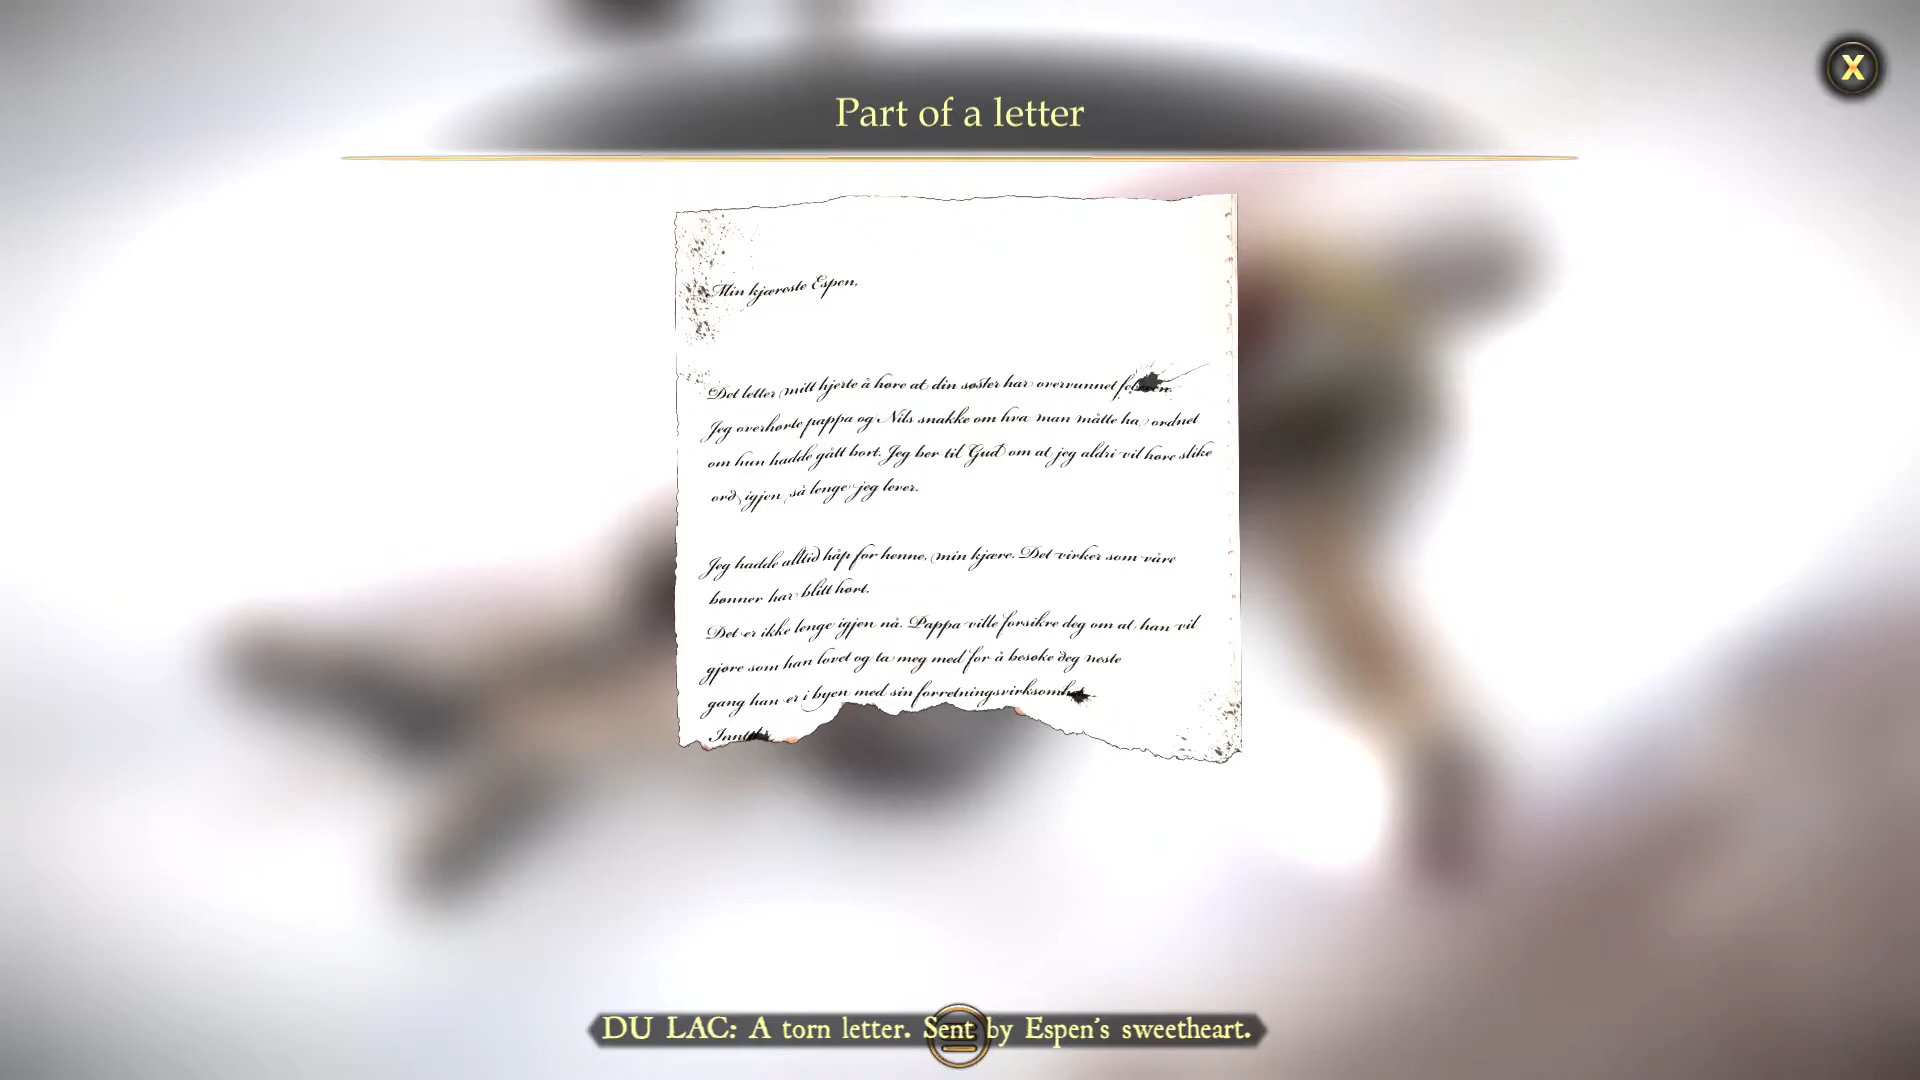 X
Part of a letter
Min kjæreste Espen,
Det letter mitt hjerte å høre at din søster har overvunnet
Jeg overhørte pappa og Nils snakke om hva man måtte ha ordnet
om hun hadde gått bort. Jeg ber til Gud om at jeg aldri vil høre slike
ord igjen så lenge jeg lever.
Jeg hadde alltid håp for henne, min kjære. Det virker som våre
bønner har blitt hørt.
Det er ikke lenge igjen nå. Pappa ville forsikre deg om at han vil
gjøre som han lovet og ta meg med for å besøke deg neste
gang han er i byen med sin
DU LAC: A torn letter. Sent by Espen's sweetheart.